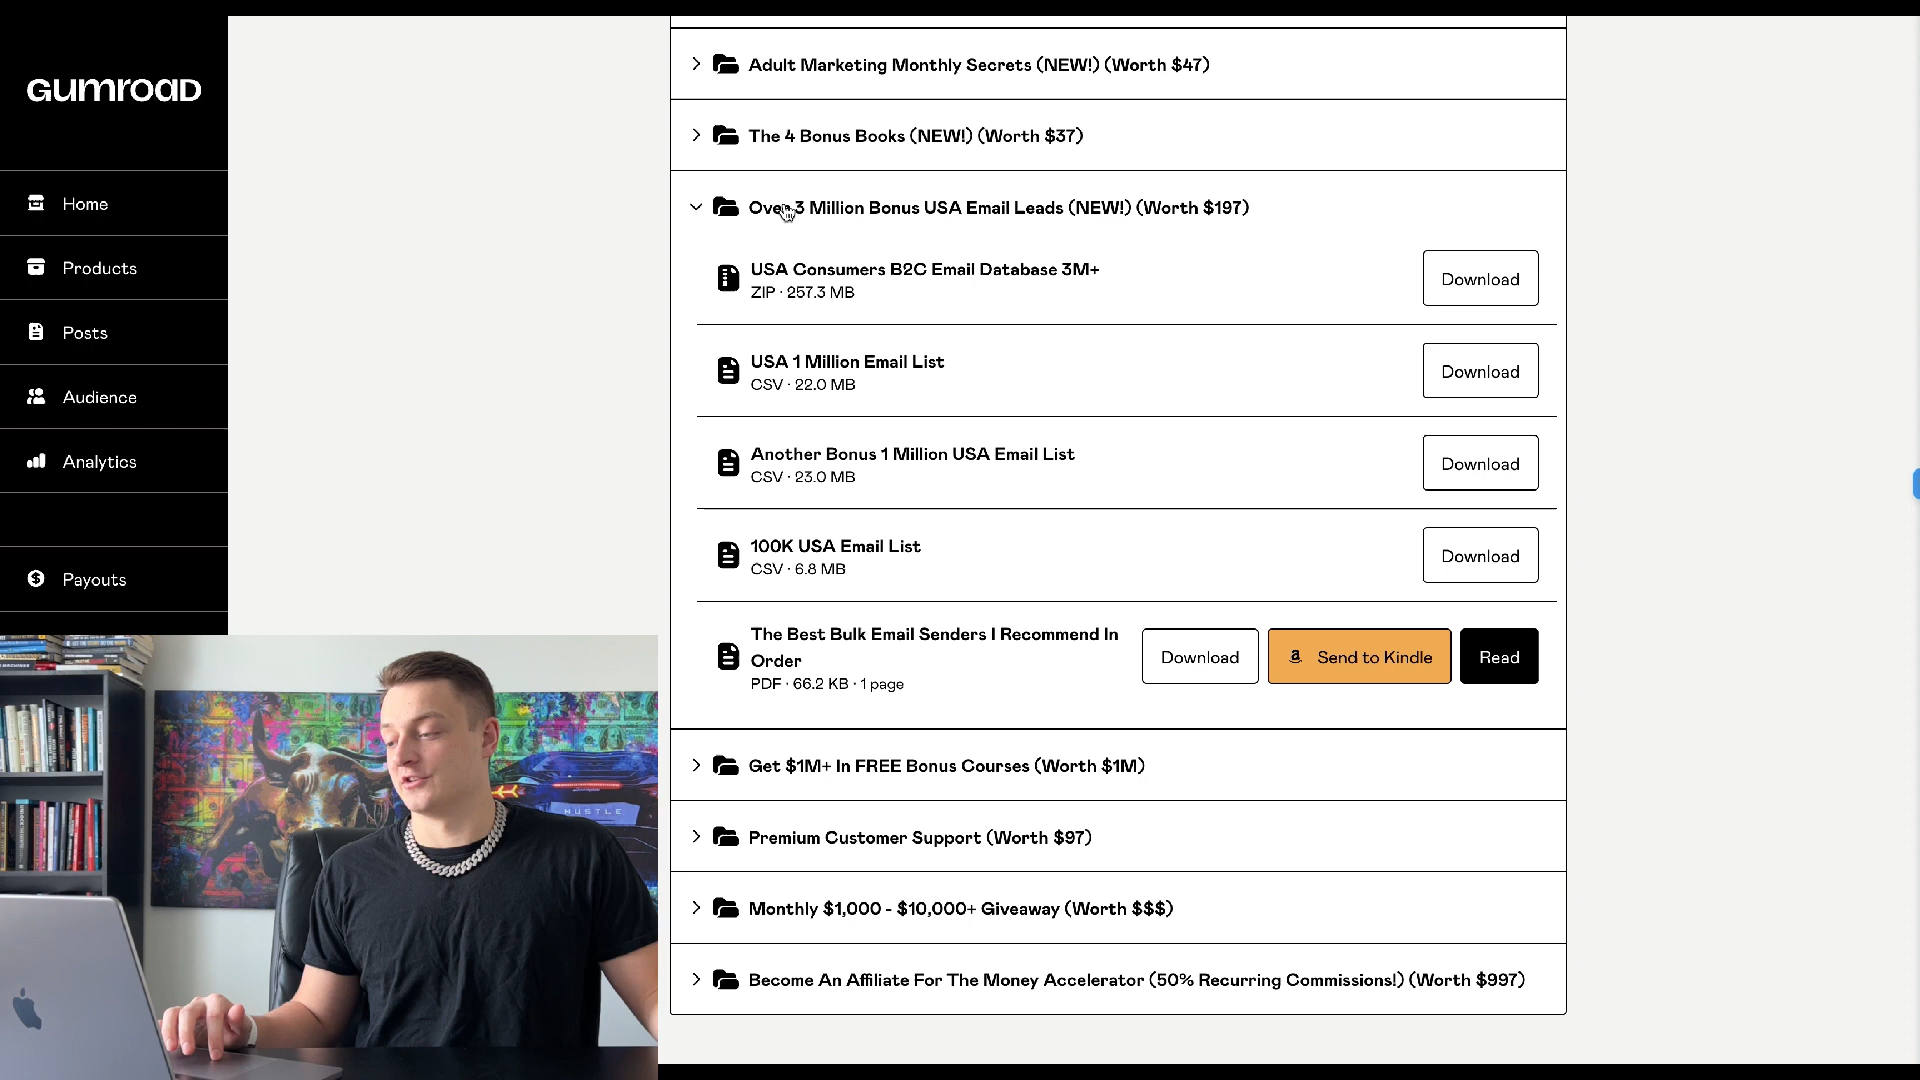 GUMROAD
Home
Products
Posts
Audience
Analytics
Payouts
Adult Marketing Monthly Secrets (NEW!) (Worth $47)
The 4 Bonus Books (NEW!) (Worth $37)
Over 3 Million Bonus USA Email Leads (NEW!) (Worth $197)
USA Consumers B2C Email Database 3M+
ZIP · 257.3 MB
Download
USA 1 Million Email List
CSV · 22.0 MB
Download
Another Bonus 1 Million USA Email List
CSV · 23.0 MB
Download
100K USA Email List
CSV · 6.8 MB
Download
The Best Bulk Email Senders I Recommend In
Order
PDF · 66.2 KB · 1 page
Download
Send to Kindle
Read
Get $1M+ In FREE Bonus Courses (Worth $1M)
Premium Customer Support (Worth $97)
Monthly $1,000 - $10,000+ Giveaway (Worth $$$)
Become An Affiliate For The Money Accelerator (50% Recurring Commissions!) (Worth $997)
HUSTLE